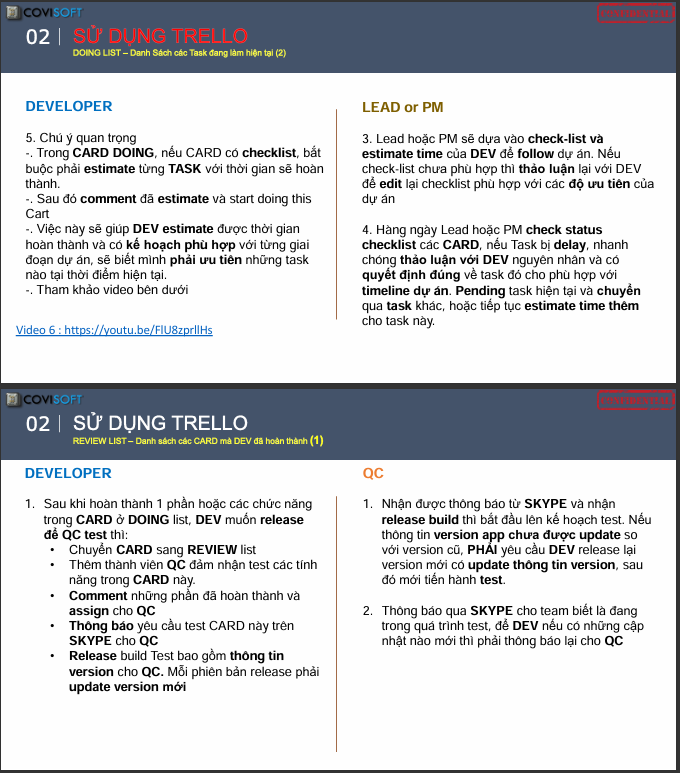 COVISOFT
CONFIDENTIAL
02
SỬ DỤNG TRELLO
DOING LIST – Danh Sách các Task đang làm hiện tại (2)
DEVELOPER
5. Chú ý quan trọng
-. Trong CARD DOING, nếu CARD có checklist, bắt
buộc phải estimate từng TASK với thời gian sẽ hoàn
thành.
-. Sau đó comment đã estimate và start doing this
Cart
-. Việc này sẽ giúp DEV estimate được thời gian
hoàn thành và có kế hoạch phù hợp với từng giai
đoạn dự án, sẽ biết mình phải ưu tiên những task
nào tại thời điểm hiện tại.
-. Tham khảo video bên dưới
Video 6 : https://youtu.be/FlU8zprllHs
LEAD or PM
3. Lead hoặc PM sẽ dựa vào check-list và
estimate time của DEV để follow dự án. Nếu
check-list chưa phù hợp thì thảo luận lại với DEV
để edit lại checklist phù hợp với các độ ưu tiên của
dự án
4. Hàng ngày Lead hoặc PM check status
checklist các CARD, nếu Task bị delay, nhanh
chóng thảo luận với DEV nguyên nhân và có
quyết định đúng về task đó cho phù hợp với
timeline dự án. Pending task hiện tại và chuyển
qua task khác, hoặc tiếp tục estimate time thêm
cho task này.
COVISOFT
CONFIDENTIAL
02
SỬ DỤNG TRELLO
REVIEW LIST – Danh sách các CARD mà DEV đã hoàn thành (1)
DEVELOPER
1. Sau khi hoàn thành 1 phần hoặc các chức năng
trong CARD ở DOING list, DEV muốn release
để QC test thì:
• Chuyển CARD sang REVIEW list
• Thêm thành viên QC đảm nhận test các tính
năng trong CARD này.
• Comment những phần đã hoàn thành và
assign cho QC
• Thông báo yêu cầu test CARD này trên
SKYPE cho QC
• Release build Test bao gồm thông tin
version cho QC. Mỗi phiên bản release phải
update version mới
QC
1. Nhận được thông báo từ SKYPE và nhận
release build thì bắt đầu lên kế hoạch test. Nếu
thông tin version app chưa được update so
với version cũ, PHẢI yêu cầu DEV release lại
version mới có update thông tin version, sau
đó mới tiến hành test.
2. Thông báo qua SKYPE cho team biết là đang
trong quá trình test, để DEV nếu có những cập
nhật nào mới thì phải thông báo lại cho QC